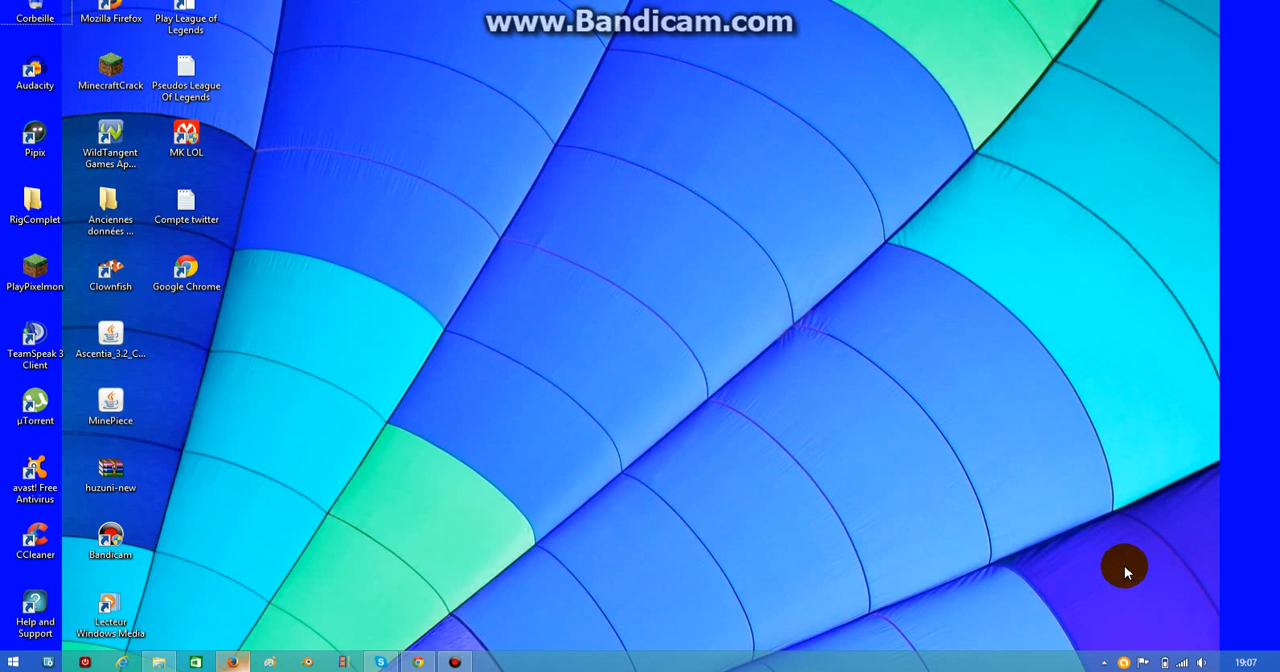 www.Bandicam.com
Corbeille
Mozilla Firefox
Play League of
Legends
Audacity
MinecraftCrack
Pseudos League
Of Legends
Pipix
WildTangent
Games Ap...
MK LOL
RigComplet
Anciennes
données ...
Compte twitter
PlayPixelmon
Clownfish
Google Chrome
TeamSpeak 3
Client
Ascentia_3.2_C...
µTorrent
MinePiece
avast! Free
Antivirus
huzuni-new
CCleaner
Bandicam
Help and
Support
Lecteur
Windows Media
19:07